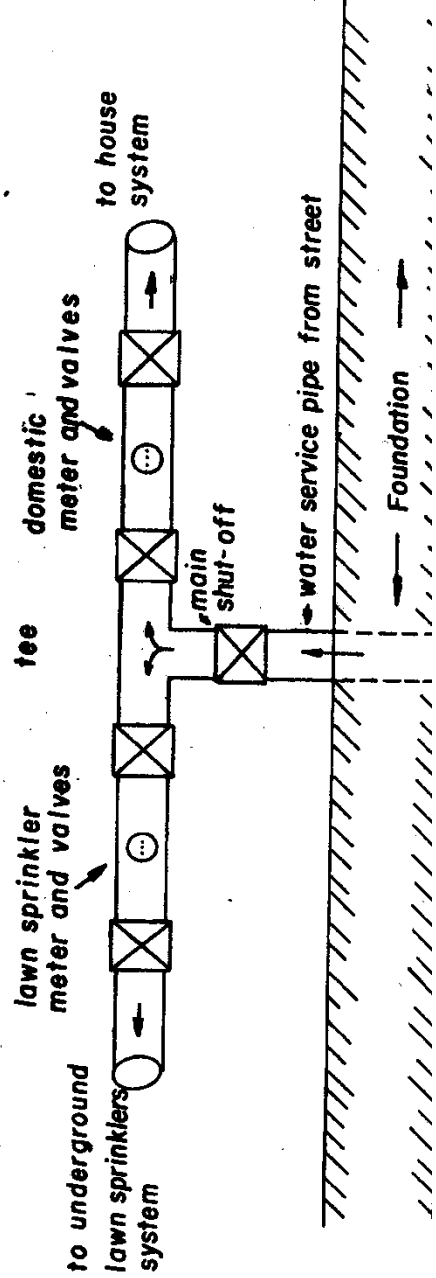 to underground
lawn sprinklers
system
lawn sprinkler
meter and valves
tee
domestic
meter and valves
to house
system
main
shut-off
water service pipe from street
Foundation